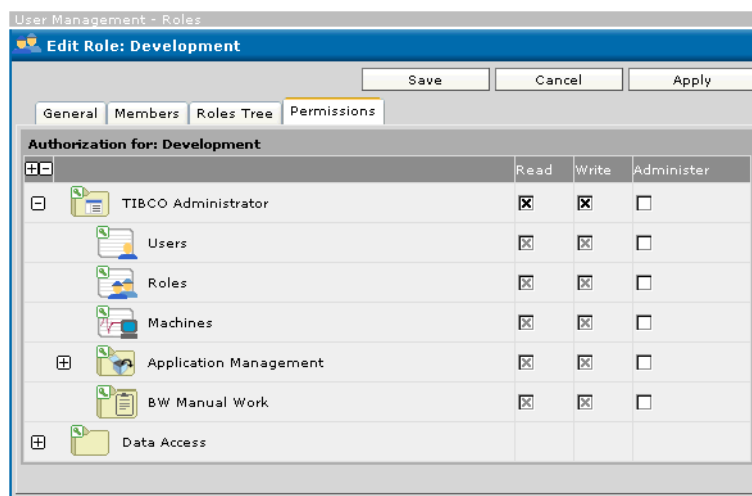 User Management - Roles
Edit Role: Development
Save Cancel Apply
General Members Roles Tree Permissions
Authorization for: Development
Read Write Administer
TIBCO Administrator
Users
Roles
Machines
Application Management
BW Manual Work
Data Access